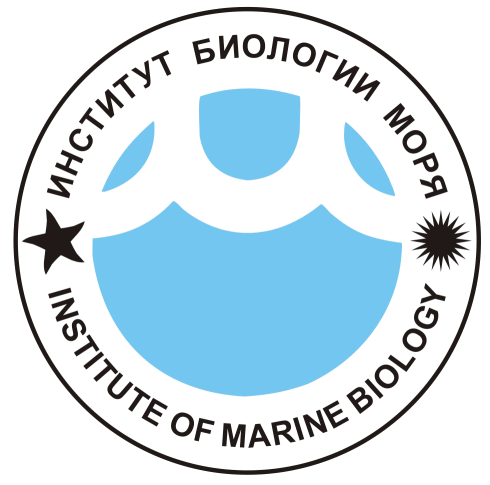 ИНСТИТУТ БИОЛОГИИ МОРЯ
INSTITUTE OF MARINE BIOLOGY